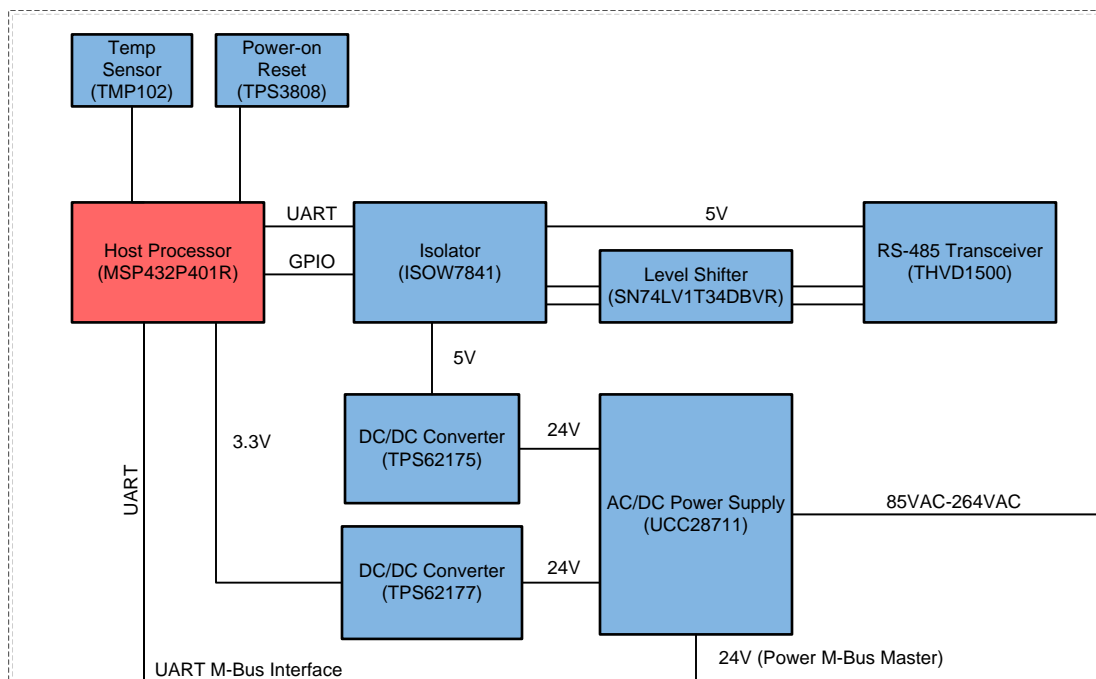 Temp
Sensor
(TMP102)
Power-on
Reset
(TPS3808)
Host Processor
(MSP432P401R)
UART
GPIO
Isolator
(ISOW7841)
5V
Level Shifter
(SN74LV1T34DBVR)
RS-485 Transceiver
(THVD1500)
5V
3.3V
UART
DC/DC Converter
(TPS62175)
24V
AC/DC Power Supply
(UCC28711)
85VAC-264VAC
DC/DC Converter
(TPS62177)
24V
UART M-Bus Interface
24V (Power M-Bus Master)